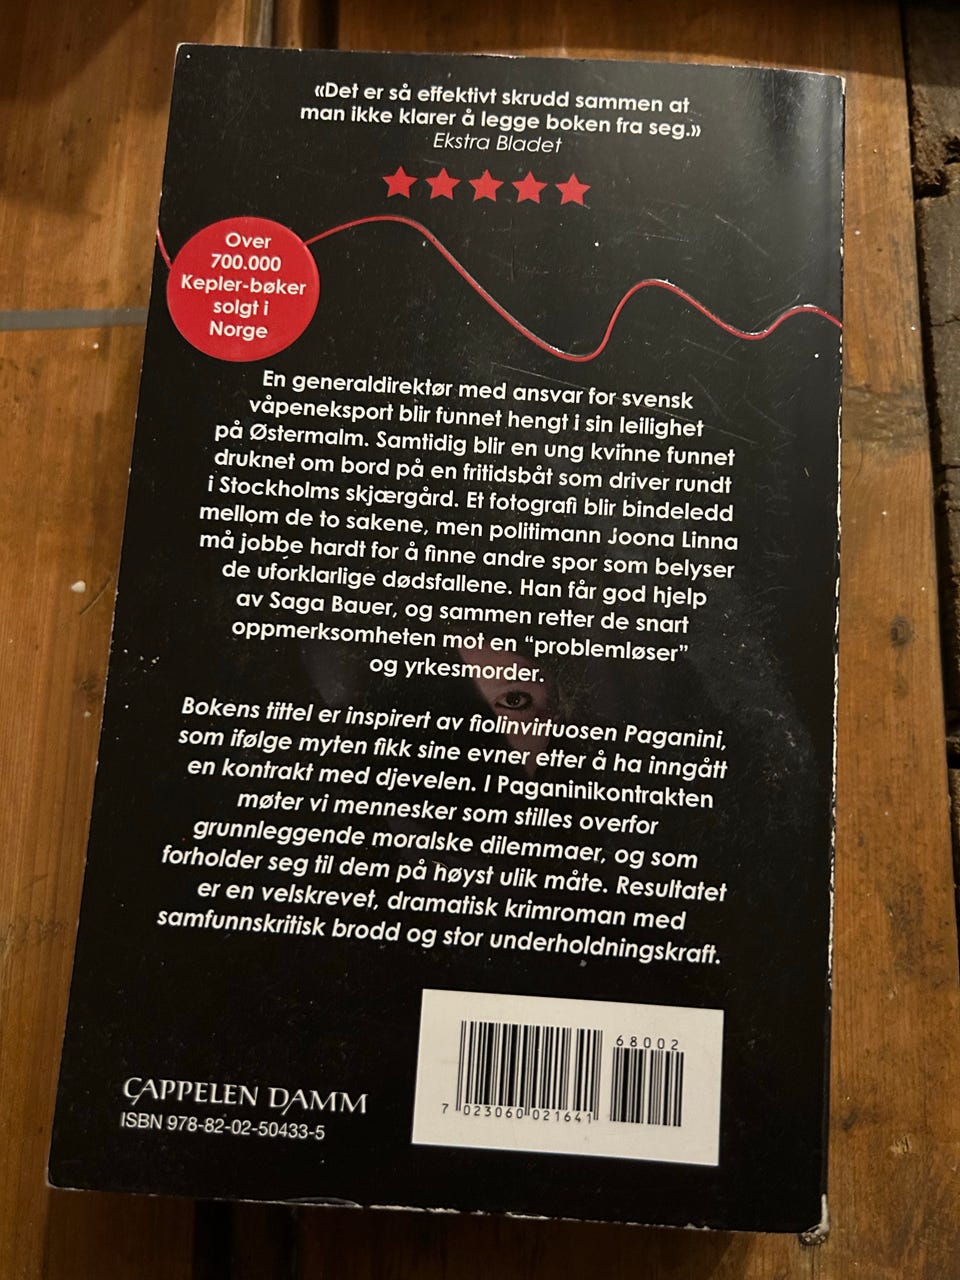 «Det er så effektivt skrudd sammen at
man ikke klarer å legge boken fra seg.»
Ekstra Bladet
Over
700.000
Kepler-bøker
solgt i
Norge
En generaldirektør med ansvar for svensk
våpeneksport blir funnet hengt i sin leilighet
på Østermalm. Samtidig blir en ung kvinne funnet
druknet om bord på en fritidsbåt som driver rundt
i Stockholms skjærgård. Et fotografi blir bindeledd
mellom de to sakene, men politimann Joona Linna
må jobbe hardt for å finne andre spor som belyser
de uforklarlige dødsfallene. Han får god hjelp
av Saga Bauer, og sammen retter de snart
oppmerksomheten mot en “problemløser”
og yrkesmorder.
Bokens tittel er inspirert av fiolinvirtuosen Paganini,
som ifølge myten fikk sine evner etter å ha inngått
en kontrakt med djevelen. I Paganinikontrakten
møter vi mennesker som stilles overfor
grunnleggende moralske dilemmaer, og som
forholder seg til dem på høyst ulik måte. Resultatet
er en velskrevet, dramatisk krimroman med
samfunnskritisk brodd og stor underholdningskraft.
68002
7 023060 021641
CAPPELEN DAMM
ISBN 978-82-02-50433-5